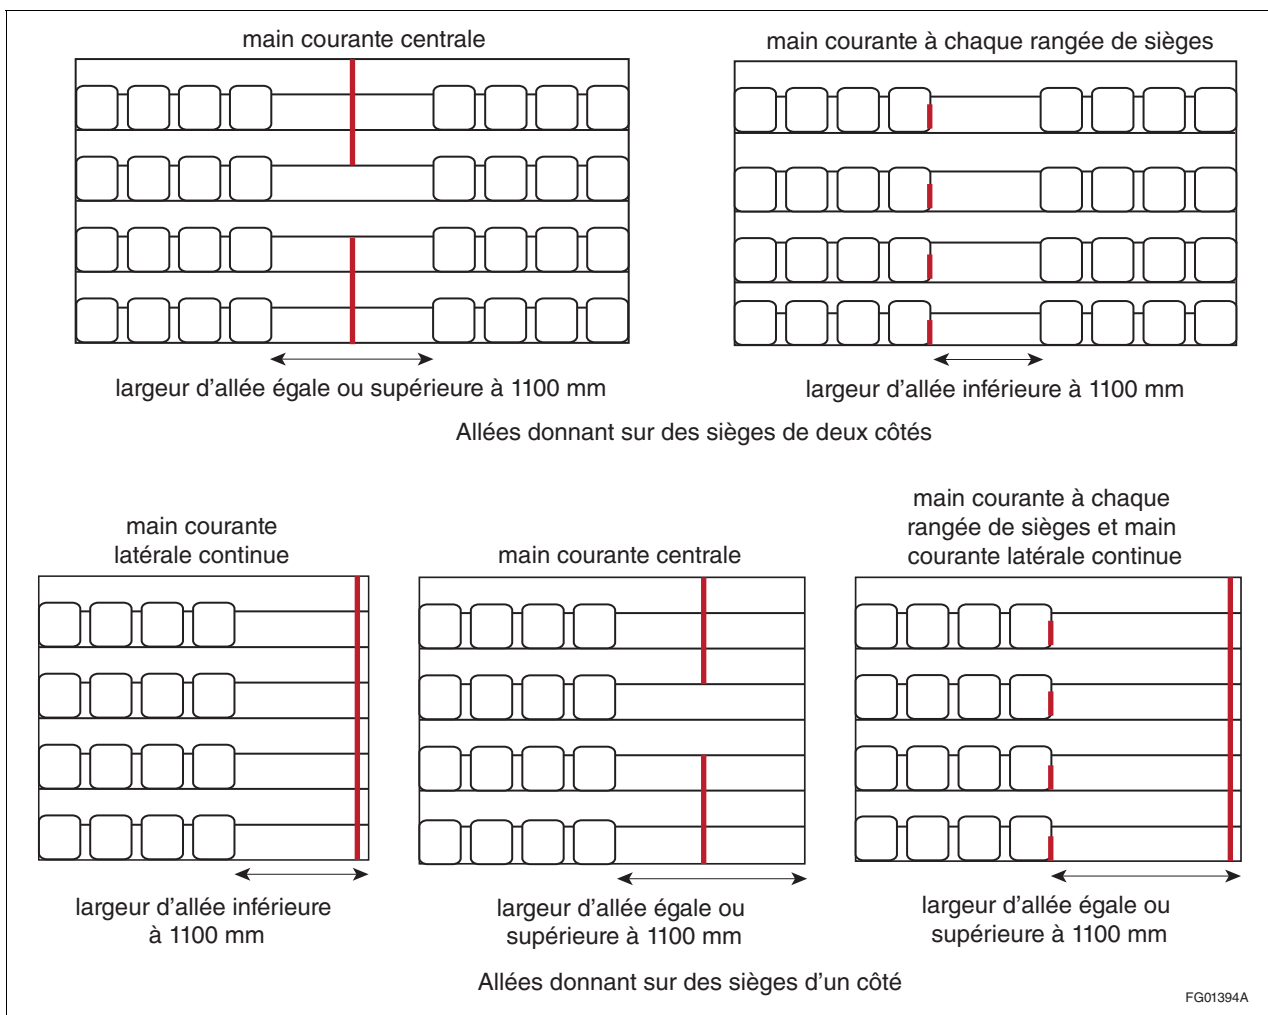 main courante centrale
main courante à chaque rangée de sièges
largeur d'allée égale ou supérieure à 1100 mm
largeur d'allée inférieure à 1100 mm
Allées donnant sur des sièges de deux côtés
main courante
latérale continue
main courante centrale
main courante à chaque
rangée de sièges et main
courante latérale continue
largeur d'allée inférieure
à 1100 mm
largeur d'allée égale ou
supérieure à 1100 mm
largeur d'allée égale ou
supérieure à 1100 mm
Allées donnant sur des sièges d'un côté
FG01394A